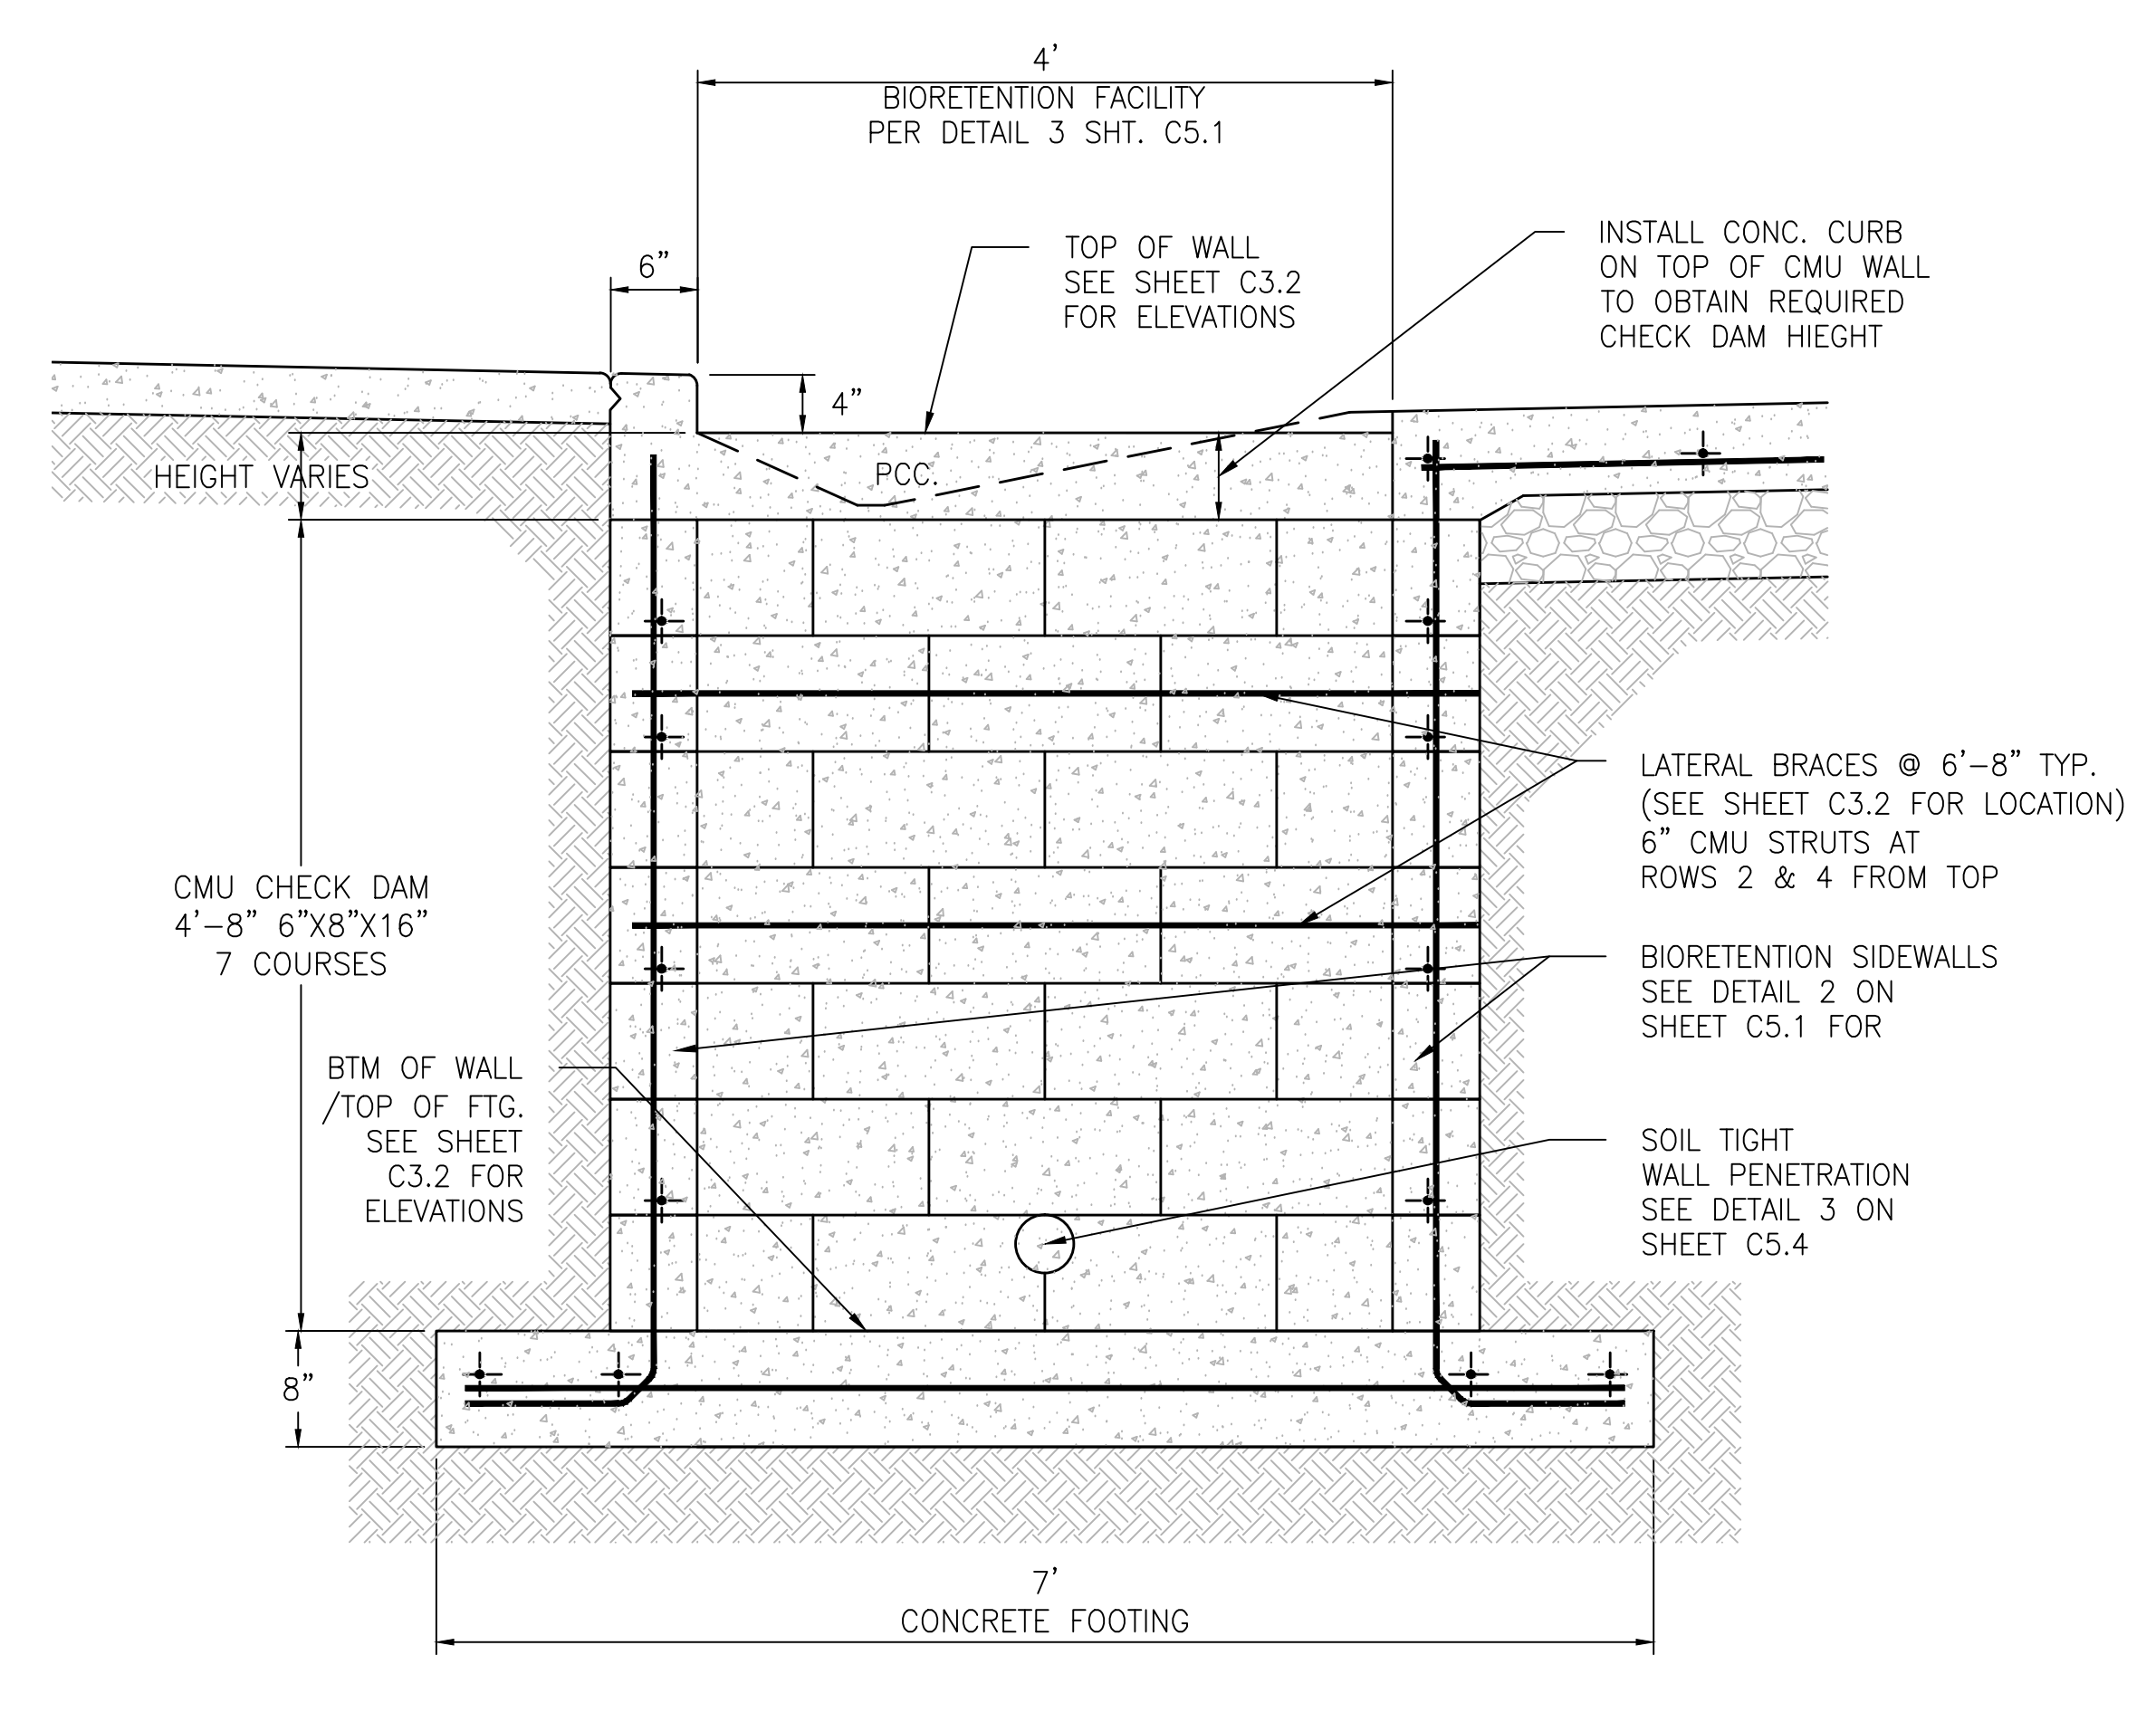 4'
BIORETENTION FACILITY
PER DETAIL 3 SHT. C5.1
6"
TOP OF WALL
SEE SHEET C3.2
FOR ELEVATIONS
INSTALL CONC. CURB
ON TOP OF CMU WALL
TO OBTAIN REQUIRED
CHECK DAM HIEGHT
4"
HEIGHT VARIES
PCC.
LATERAL BRACES @ 6'-8" TYP.
(SEE SHEET C3.2 FOR LOCATION)
6" CMU STRUTS AT
ROWS 2 & 4 FROM TOP
CMU CHECK DAM
4'-8" 6"X8"X16"
7 COURSES
BIORETENTION SIDEWALLS
SEE DETAIL 2 ON
SHEET C5.1 FOR
BTM OF WALL
/TOP OF FTG.
SEE SHEET
C3.2 FOR
ELEVATIONS
SOIL TIGHT
WALL PENETRATION
SEE DETAIL 3 ON
SHEET C5.4
8"
7'
CONCRETE FOOTING